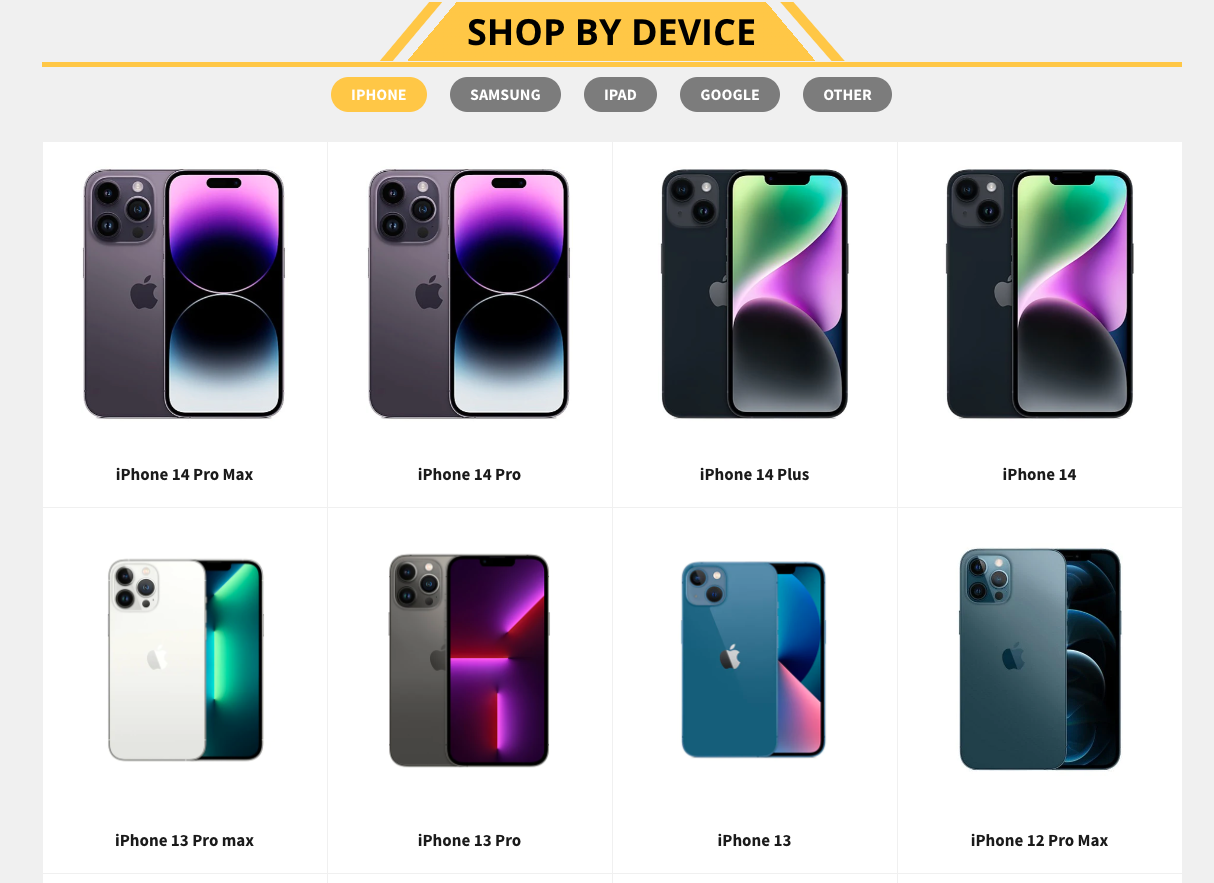 SHOP BY DEVICE
IPHONE SAMSUNG IPAD GOOGLE OTHER
iPhone 14 Pro Max iPhone 14 Pro iPhone 14 Plus iPhone 14
iPhone 13 Pro max iPhone 13 Pro iPhone 13 iPhone 12 Pro Max